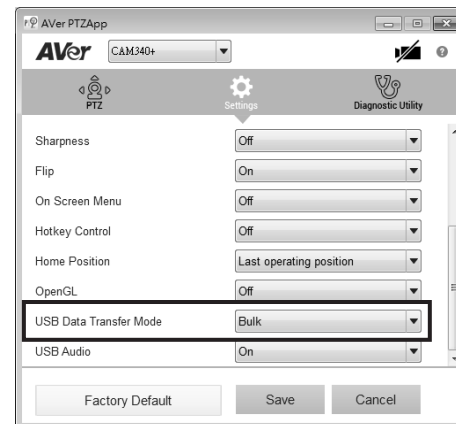 AVer PTZApp
AVer CAM340+
PTZ Settings Diagnostic Utility
Sharpness Off
Flip On
On Screen Menu Off
Hotkey Control Off
Home Position Last operating position
OpenGL Off
USB Data Transfer Mode Bulk
USB Audio On
Factory Default Save Cancel